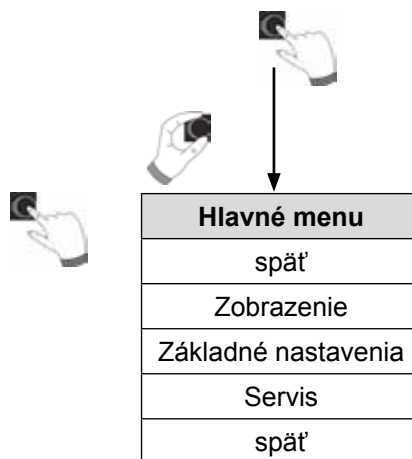 Hlavné menu
späť
Zobrazenie
Základné nastavenia
Servis
späť